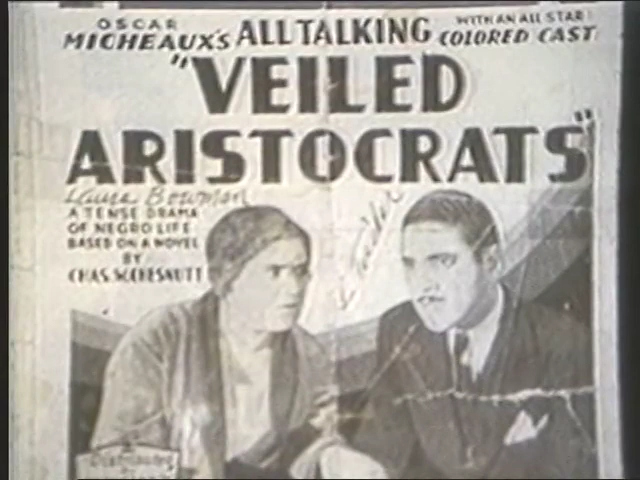 OSCAR MICHEAUX'S ALL TALKING WITH AN ALL STAR COLORED CAST
"VEILED
ARISTOCRATS"
Laura Bowman
A TENSE DRAMA
OF NEGRO LIFE
BASED ON A NOVEL
BY
CHAS. W. CHESNUTT
Distributed